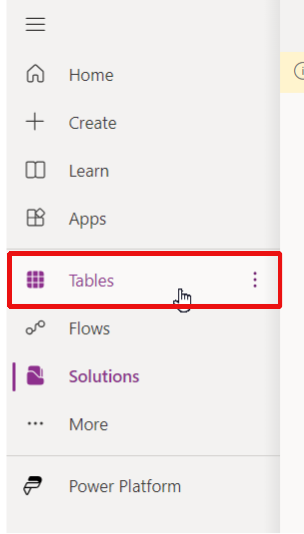 Home
Create
Learn
Apps
Tables
Flows
Solutions
More
Power Platform